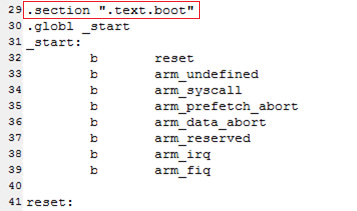 29 .section ".text.boot"
30 .globl _start
31 _start:
32 b reset
33 b arm_undefined
34 b arm_syscall
35 b arm_prefetch_abort
36 b arm_data_abort
37 b arm_reserved
38 b arm_irq
39 b arm_fiq
40
41 reset: